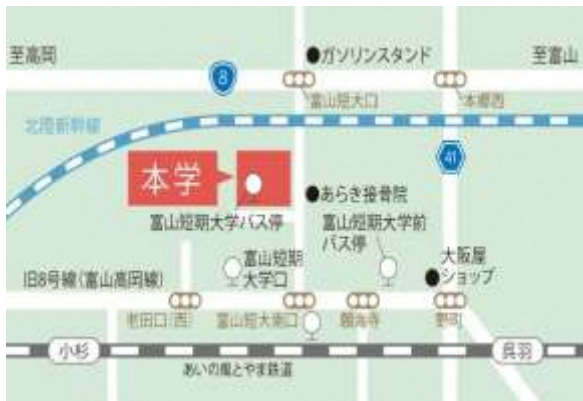 至高岡
ガソリンスタンド
至富山
8
富山短大口
本郷西
北陸新幹線
41
本学
あらき接骨院
富山短期大学バス停
富山短期大学前
バス停
富山短期
大学口
大阪屋
ショップ
旧8号線(富山高岡線)
老田口(西)
富山短大南口
願海寺
野町
小杉
呉羽
あいの風とやま鉄道